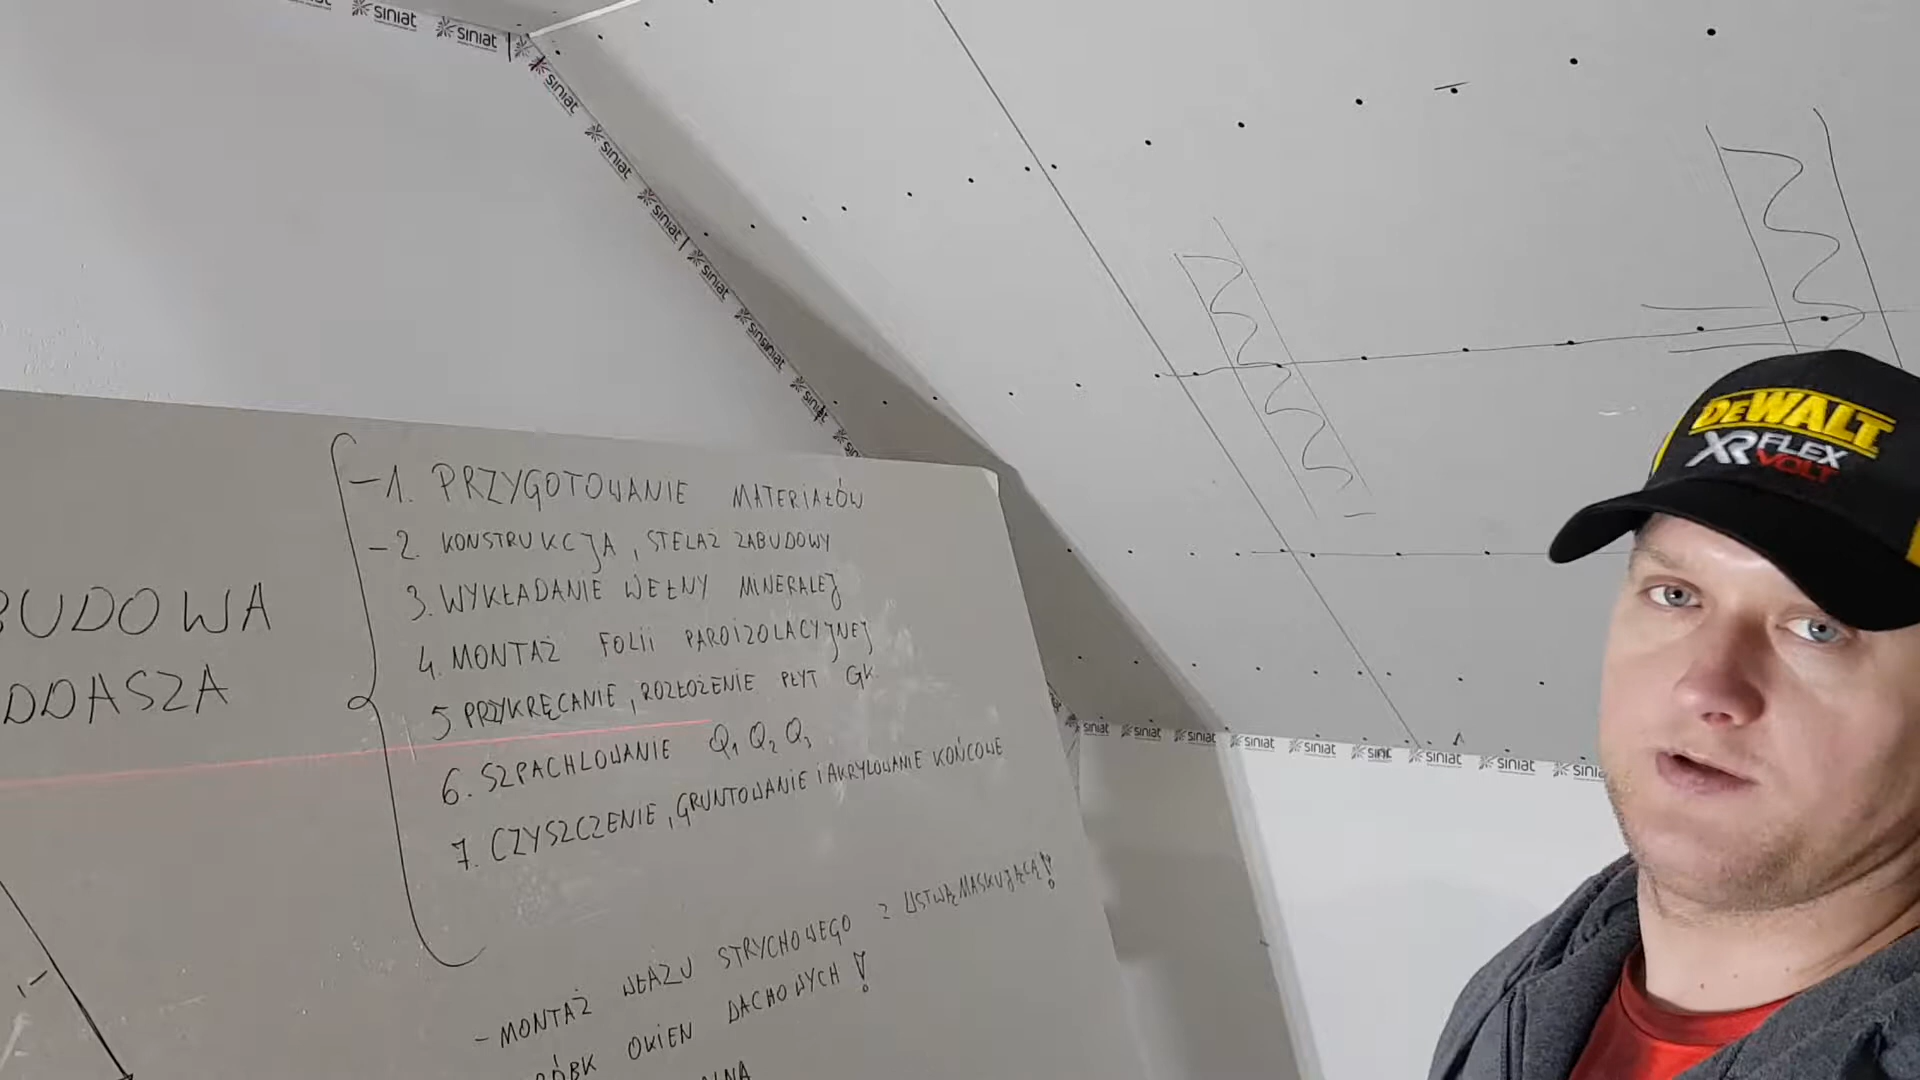 siniat siniat
siniat
siniat
siniat
siniat
siniat
siniat
siniat
DEWALT
XR FLEX
VOLT
BUDOWA
DDASZA
-1. PRZYGOTOWANIE MATERIAŁÓW
-2. KONSTRUKCJA, STELAŻ ZABUDOWY
3. WYKŁADANIE WEŁNY MINERALEJ
4. MONTAŻ FOLII PAROIZOLACYJNEJ
5 PRZYKRĘCANIE, ROZŁOŻENIE PŁYT GK.
6. SZPACHLOWANIE Q1 Q2 Q3
7. CZYSZCZENIE, GRUNTOWANIE i AKRYLOWANIE KOŃCOWE
- MONTAŻ WŁAZU STRYCHOWEGO Z LISTWĄ MASKUJĄCĄ!
OKIEN DACHOWYCH!
siniat siniat siniat siniat siniat siniat siniat siniat